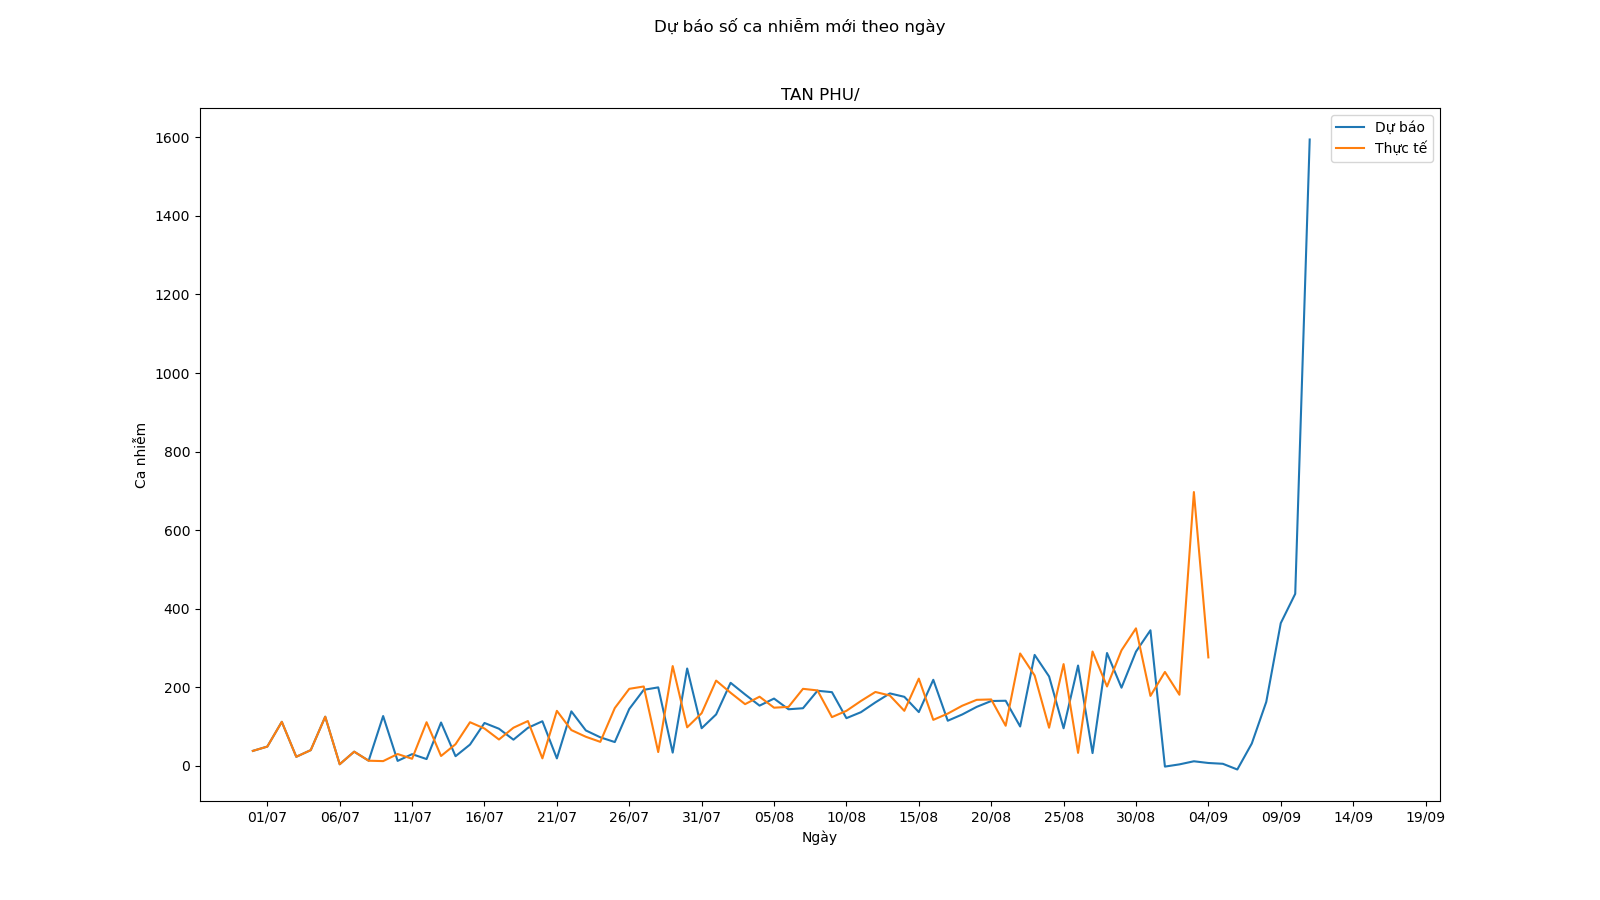 Dự báo số ca nhiễm mới theo ngày
TAN PHU/
Dự báo
Thực tế
1600
1400
1200
1000
800
600
400
200
0
Ca nhiễm
01/07 06/07 11/07 16/07 21/07 26/07 31/07 05/08 10/08 15/08 20/08 25/08 30/08 04/09 09/09 14/09 19/09
Ngày